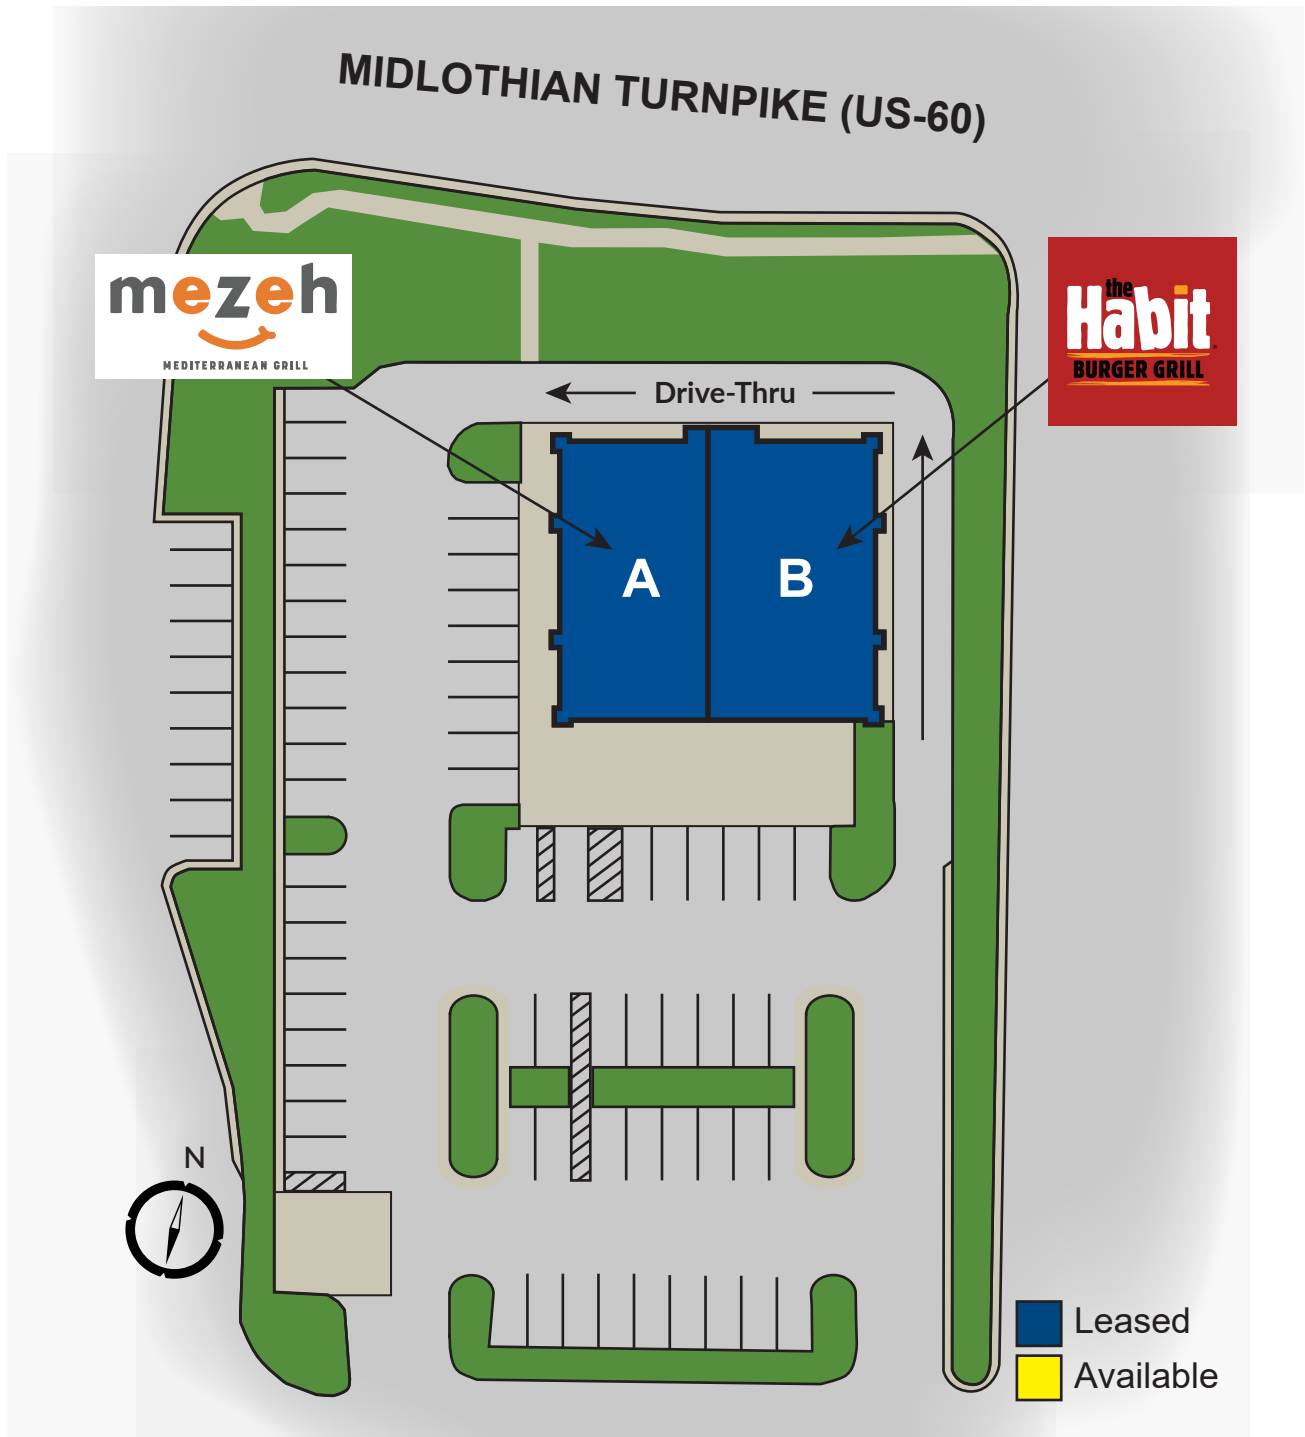 MIDLOTHIAN TURNPIKE (US-60)
mezeh
MEDITERRANEAN GRILL
the
Habit
BURGER GRILL
Drive-Thru
A
B
N
Leased
Available